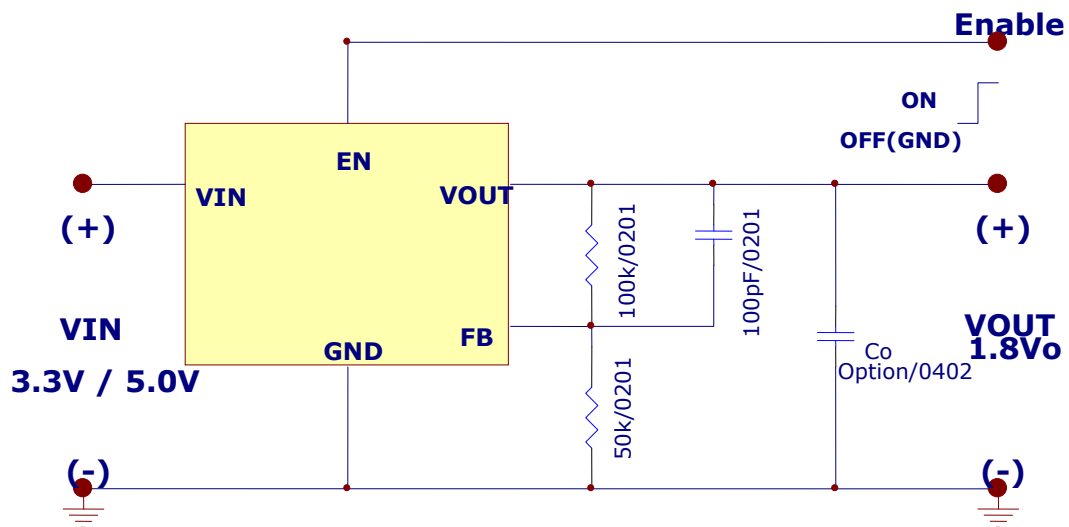 Enable
ON
OFF(GND)
EN
VIN
VOUT
(+)
(+)
100k/0201
100pF/0201
VIN
3.3V / 5.0V
GND
FB
VOUT
1.8Vo
Co
Option/0402
50k/0201
(-)
(-)